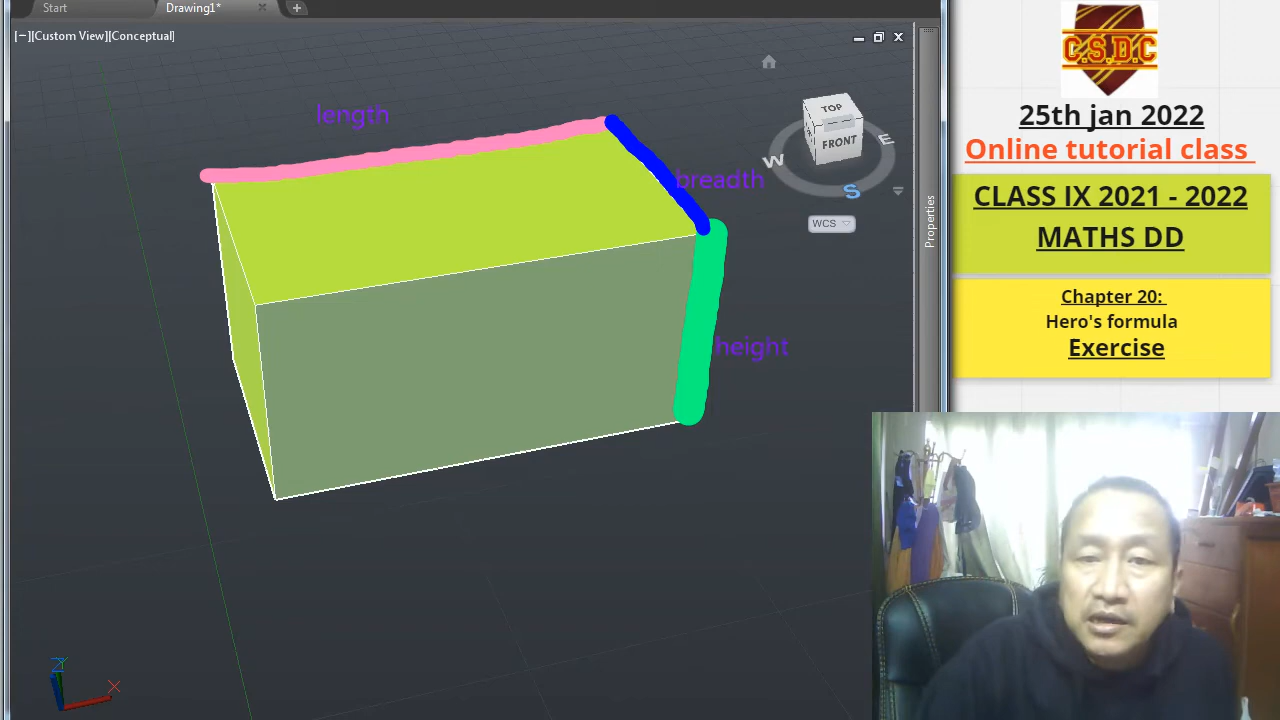 Start
Drawing1*
[−][Custom View][Conceptual]
length
breadth
height
TOP
FRONT
W
S
E
WCS
Properties
X
Z
C.S.D.C
25th jan 2022
Online tutorial class
CLASS IX 2021 - 2022
MATHS DD
Chapter 20:
Hero's formula
Exercise